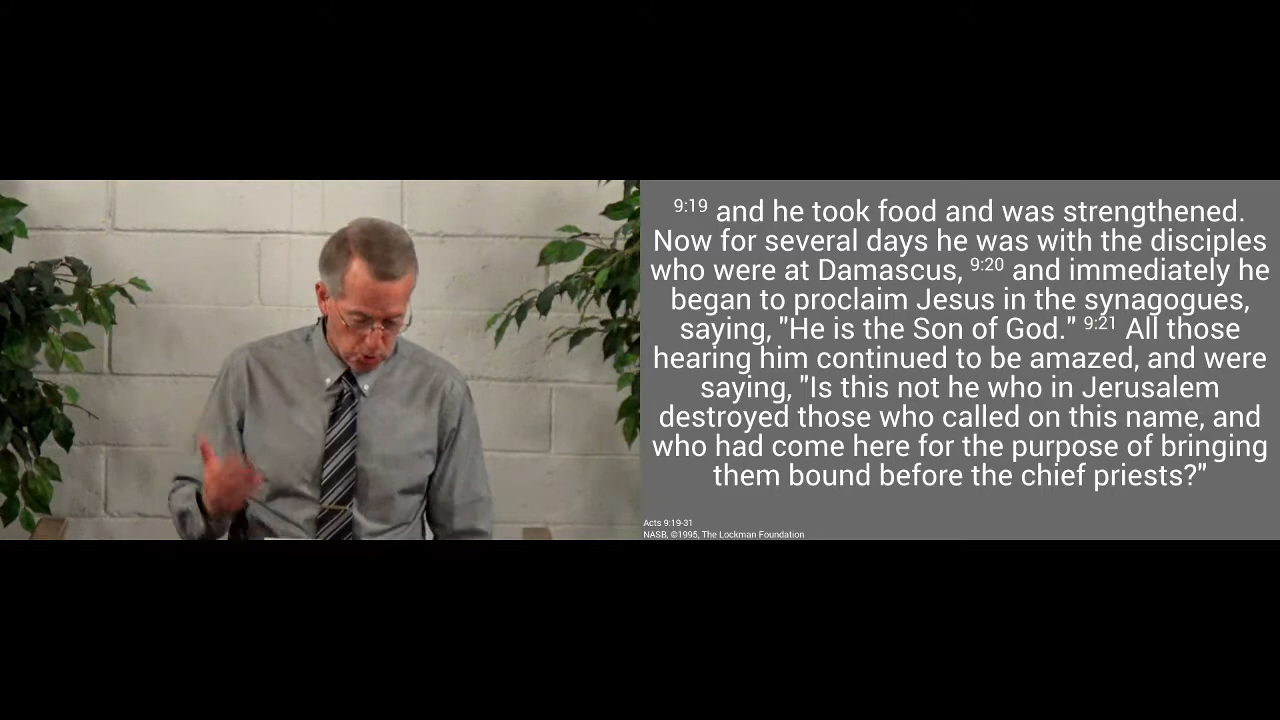 9:19 and he took food and was strengthened.
Now for several days he was with the disciples
who were at Damascus, 9:20 and immediately he
began to proclaim Jesus in the synagogues,
saying, "He is the Son of God." 9:21 All those
hearing him continued to be amazed, and were
saying, "Is this not he who in Jerusalem
destroyed those who called on this name, and
who had come here for the purpose of bringing
them bound before the chief priests?"
Acts 9:19-31
NASB, ©1995, The Lockman Foundation